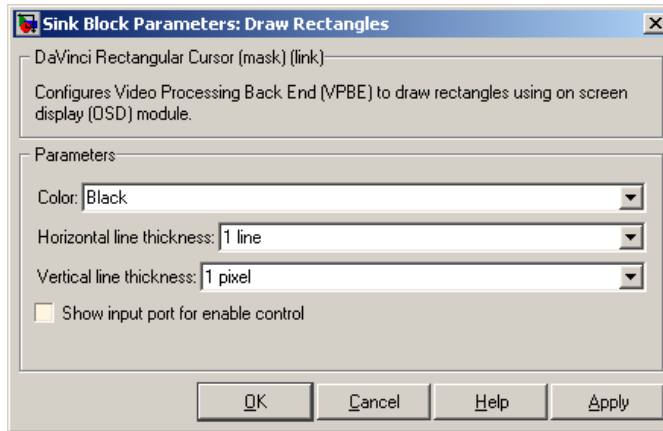 Sink Block Parameters: Draw Rectangles
DaVinci Rectangular Cursor (mask) (link)
Configures Video Processing Back End (VPBE) to draw rectangles using on screen
display (OSD) module.
Parameters
Color: Black
Horizontal line thickness: 1 line
Vertical line thickness: 1 pixel
Show input port for enable control
OK Cancel Help Apply